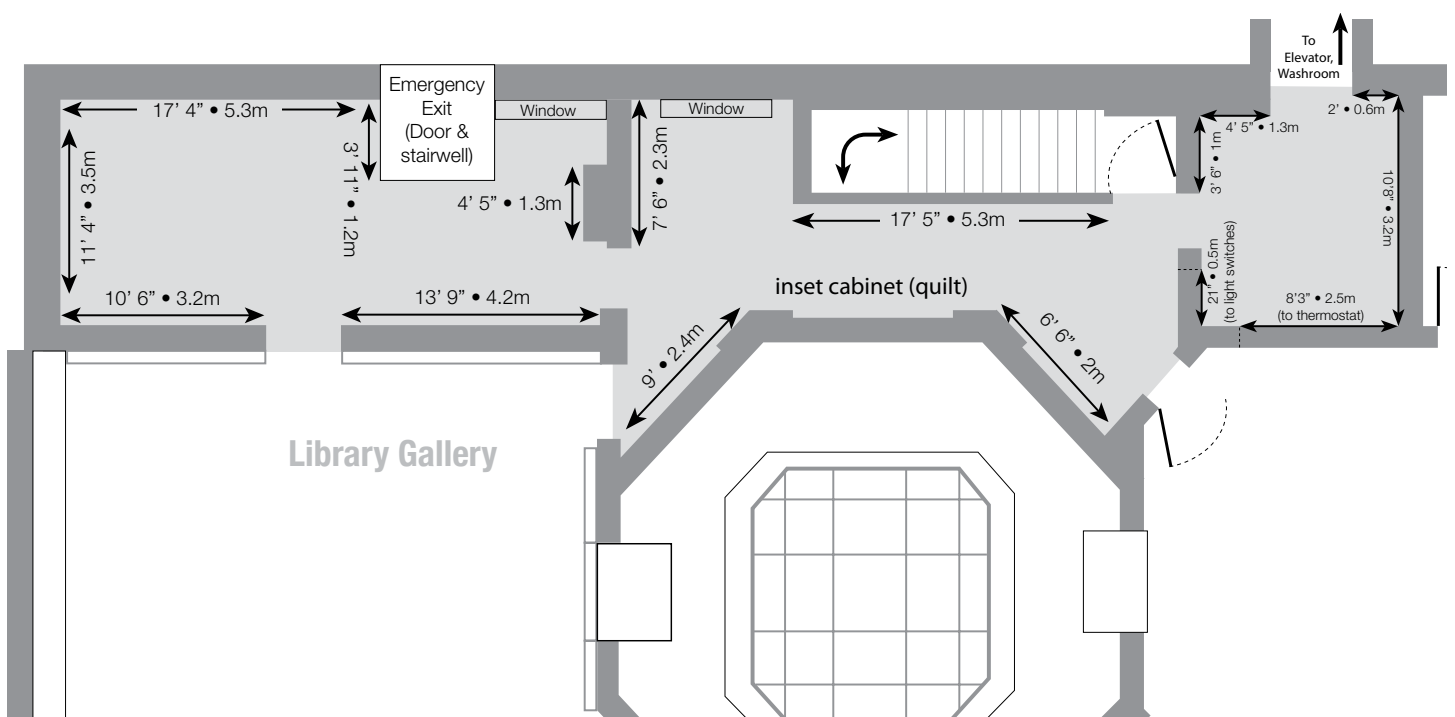 To
Elevator,
Washroom
Emergency
Exit
(Door &
stairwell)
17’ 4” • 5.3m
Window
Window
2’ • 0.6m
4’ 5” • 1.3m
3’ 6” • 1m
11’ 4” • 3.5m
3’ 11” • 1.2m
4’ 5” • 1.3m
7’ 6” • 2.3m
17’ 5” • 5.3m
10’8” • 3.2m
21” • 0.5m
(to light switches)
10’ 6” • 3.2m
13’ 9” • 4.2m
inset cabinet (quilt)
8’3” • 2.5m
(to thermostat)
9’ • 2.4m
6’ 6” • 2m
Library Gallery